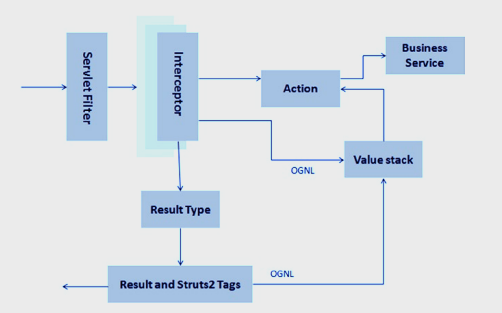 Servlet Filter
Interceptor
Business
Service
Action
Value stack
OGNL
Result Type
OGNL
Result and Struts2 Tags